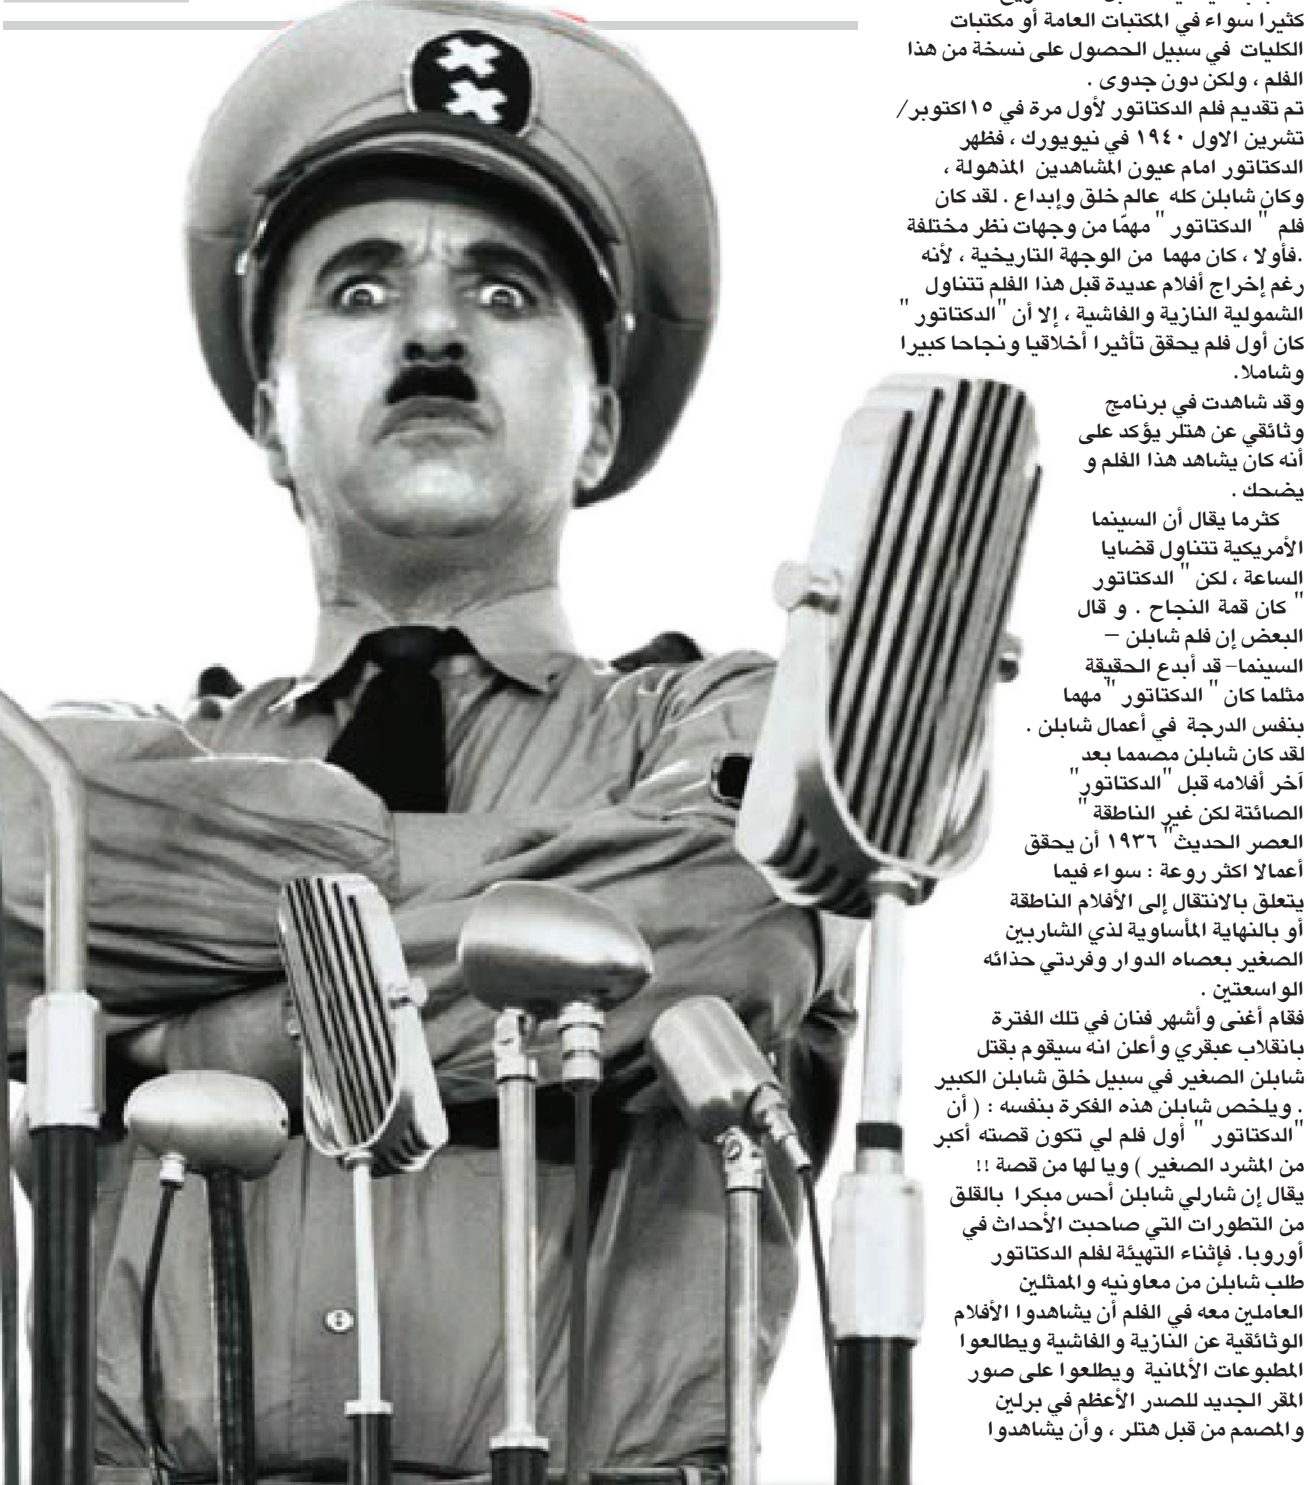 كثيرا سواء في المكتبات العامة أو مكتبات
الكليات في سبيل الحصول على نسخة من هذا
الفلم ، ولكن دون جدوى .
تم تقديم فلم الدكتاتور لأول مرة في ١٥اكتوبر/
تشرين الاول ١٩٤٠ في نيويورك ، فظهر
الدكتاتور امام عيون المشاهدين المذهولة ،
وكان شابلن كله عالم خلق وإبداع . لقد كان
فلم " الدكتاتور " مهمّا من وجهات نظر مختلفة
.فأولا ، كان مهما من الوجهة التاريخية ، لأنه
رغم إخراج أفلام عديدة قبل هذا الفلم تتناول
الشمولية النازية والفاشية ، إلا أن "الدكتاتور "
كان أول فلم يحقق تأثيرا أخلاقيا ونجاحا كبيرا
وشاملا.
وقد شاهدت في برنامج
وثائقي عن هتلر يؤكد على
أنه كان يشاهد هذا الفلم و
يضحك .
كثرما يقال أن السينما
الأمريكية تتناول قضايا
الساعة ، لكن " الدكتاتور
" كان قمة النجاح . و قال
البعض إن فلم شابلن –
السينما– قد أبدع الحقيقة
مثلما كان " الدكتاتور " مهما
بنفس الدرجة في أعمال شابلن .
لقد كان شابلن مصمما بعد
آخر أفلامه قبل "الدكتاتور"
الصائتة لكن غير الناطقة "
العصر الحديث" ١٩٣٦ أن يحقق
أعمالا اكثر روعة : سواء فيما
يتعلق بالانتقال إلى الأفلام الناطقة
أو بالنهاية المأساوية لذي الشاربين
الصغير بعصاه الدوار وفردتي حذائه
الواسعتين .
فقام أغنى وأشهر فنان في تلك الفترة
بانقلاب عبقري وأعلن انه سيقوم بقتل
شابلن الصغير في سبيل خلق شابلن الكبير
. ويلخص شابلن هذه الفكرة بنفسه : ( أن
"الدكتاتور " أول فلم لي تكون قصته أكبر
من المشرد الصغير ) ويا لها من قصة !!
يقال إن شارلي شابلن أحس مبكرا بالقلق
من التطورات التي صاحبت الأحداث في
أوروبا. فإثناء التهيئة لفلم الدكتاتور
طلب شابلن من معاونيه والممثلين
العاملين معه في الفلم أن يشاهدوا الأفلام
الوثائقية عن النازية والفاشية ويطالعوا
المطبوعات الألمانية ويطلعوا على صور
المقر الجديد للصدر الأعظم في برلين
والمصمم من قبل هتلر ، وأن يشاهدوا